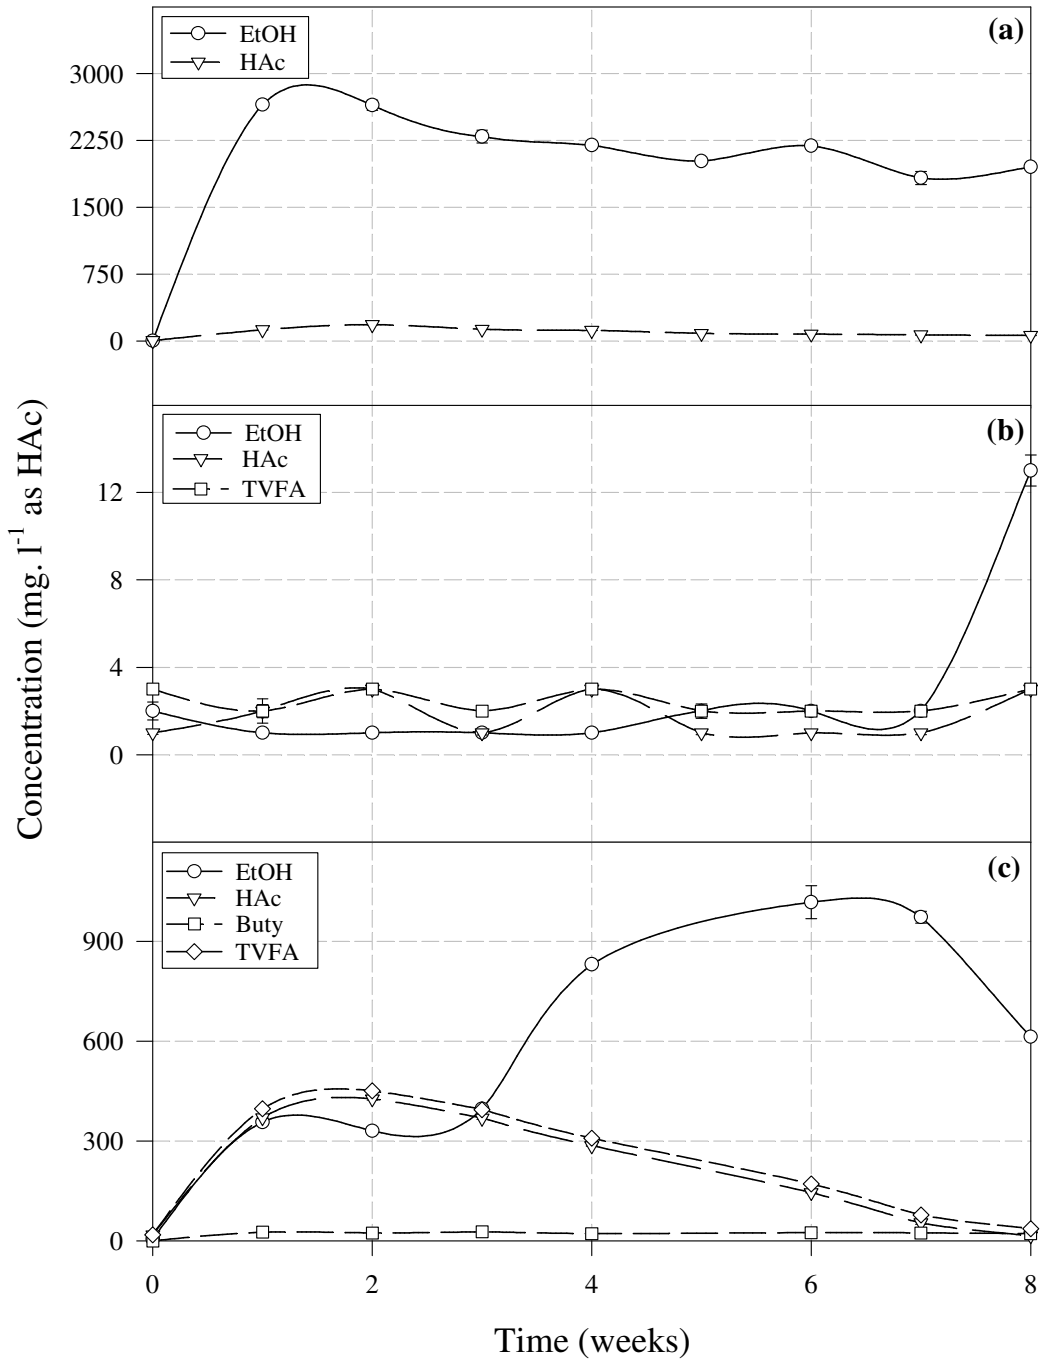 (a)
EtOH
HAc
3000
2250
1500
750
0
(b)
EtOH
HAc
TVFA
12
8
4
0
(c)
EtOH
HAc
Buty
TVFA
900
600
300
0
0 2 4 6 8
Time (weeks)
Concentration (mg. l⁻¹ as HAc)